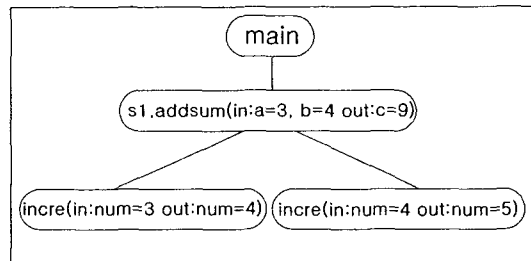 main
s1.addsum(in:a=3, b=4 out:c=9)
incre(in:num=3 out:num=4)
incre(in:num=4 out:num=5)